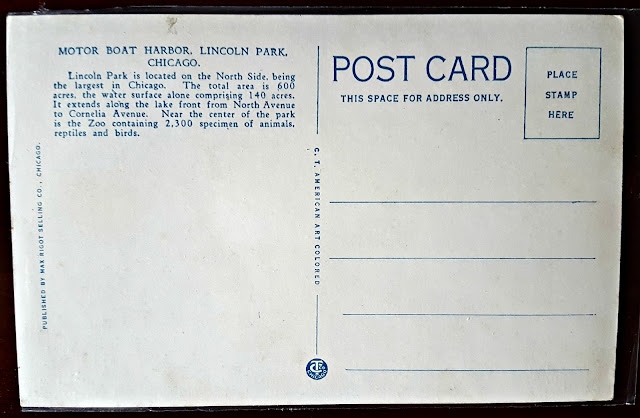 MOTOR BOAT HARBOR, LINCOLN PARK,
CHICAGO.
Lincoln Park is located on the North Side, being
the largest in Chicago. The total area is 600
acres, the water surface alone comprising 140 acres.
It extends along the lake front from North Avenue
to Cornelia Avenue. Near the center of the park
is the Zoo containing 2,300 specimen of animals,
reptiles and birds.
PUBLISHED BY MAX RIGOT SELLING CO., CHICAGO.
C. T. AMERICAN ART COLORED
POST CARD
THIS SPACE FOR ADDRESS ONLY.
PLACE
STAMP
HERE